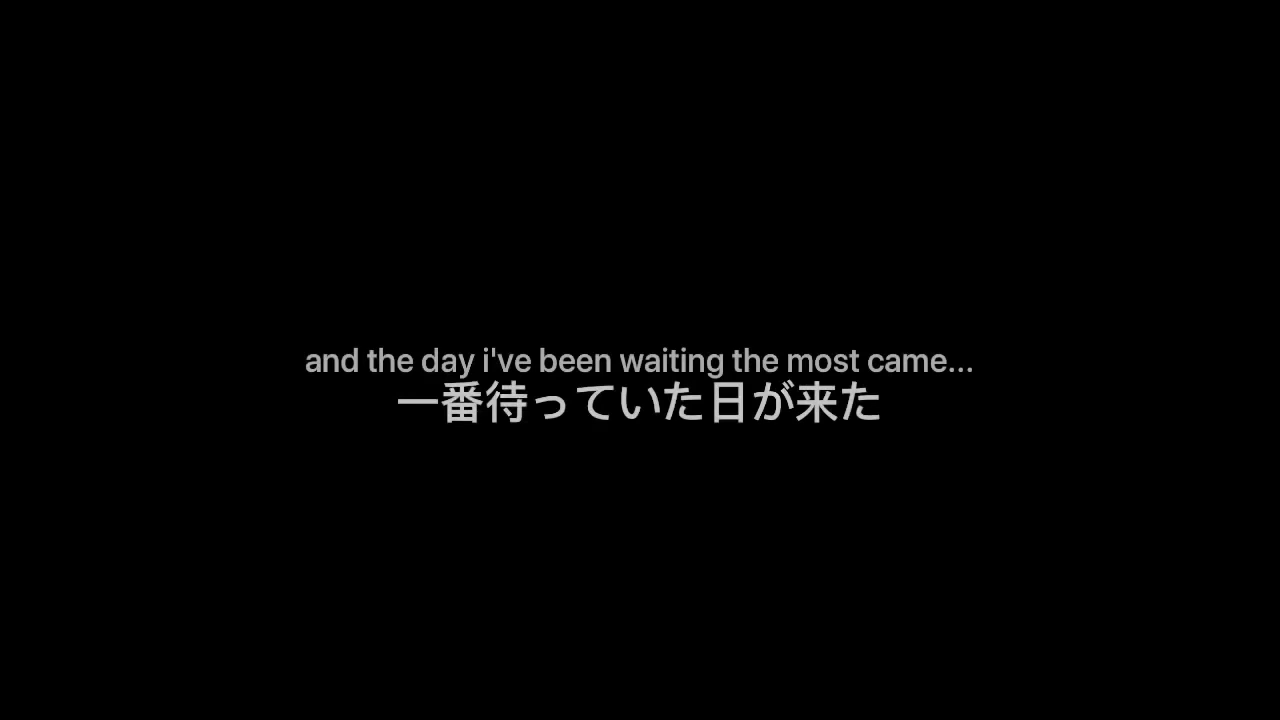 and the day i've been waiting the most came...
一番待っていた日が来た